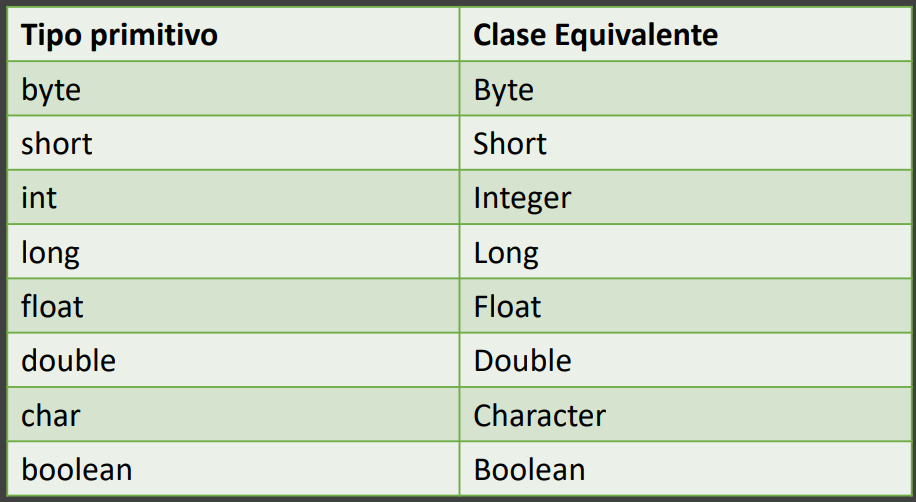 Tipo primitivo Clase Equivalente
byte Byte
short Short
int Integer
long Long
float Float
double Double
char Character
boolean Boolean